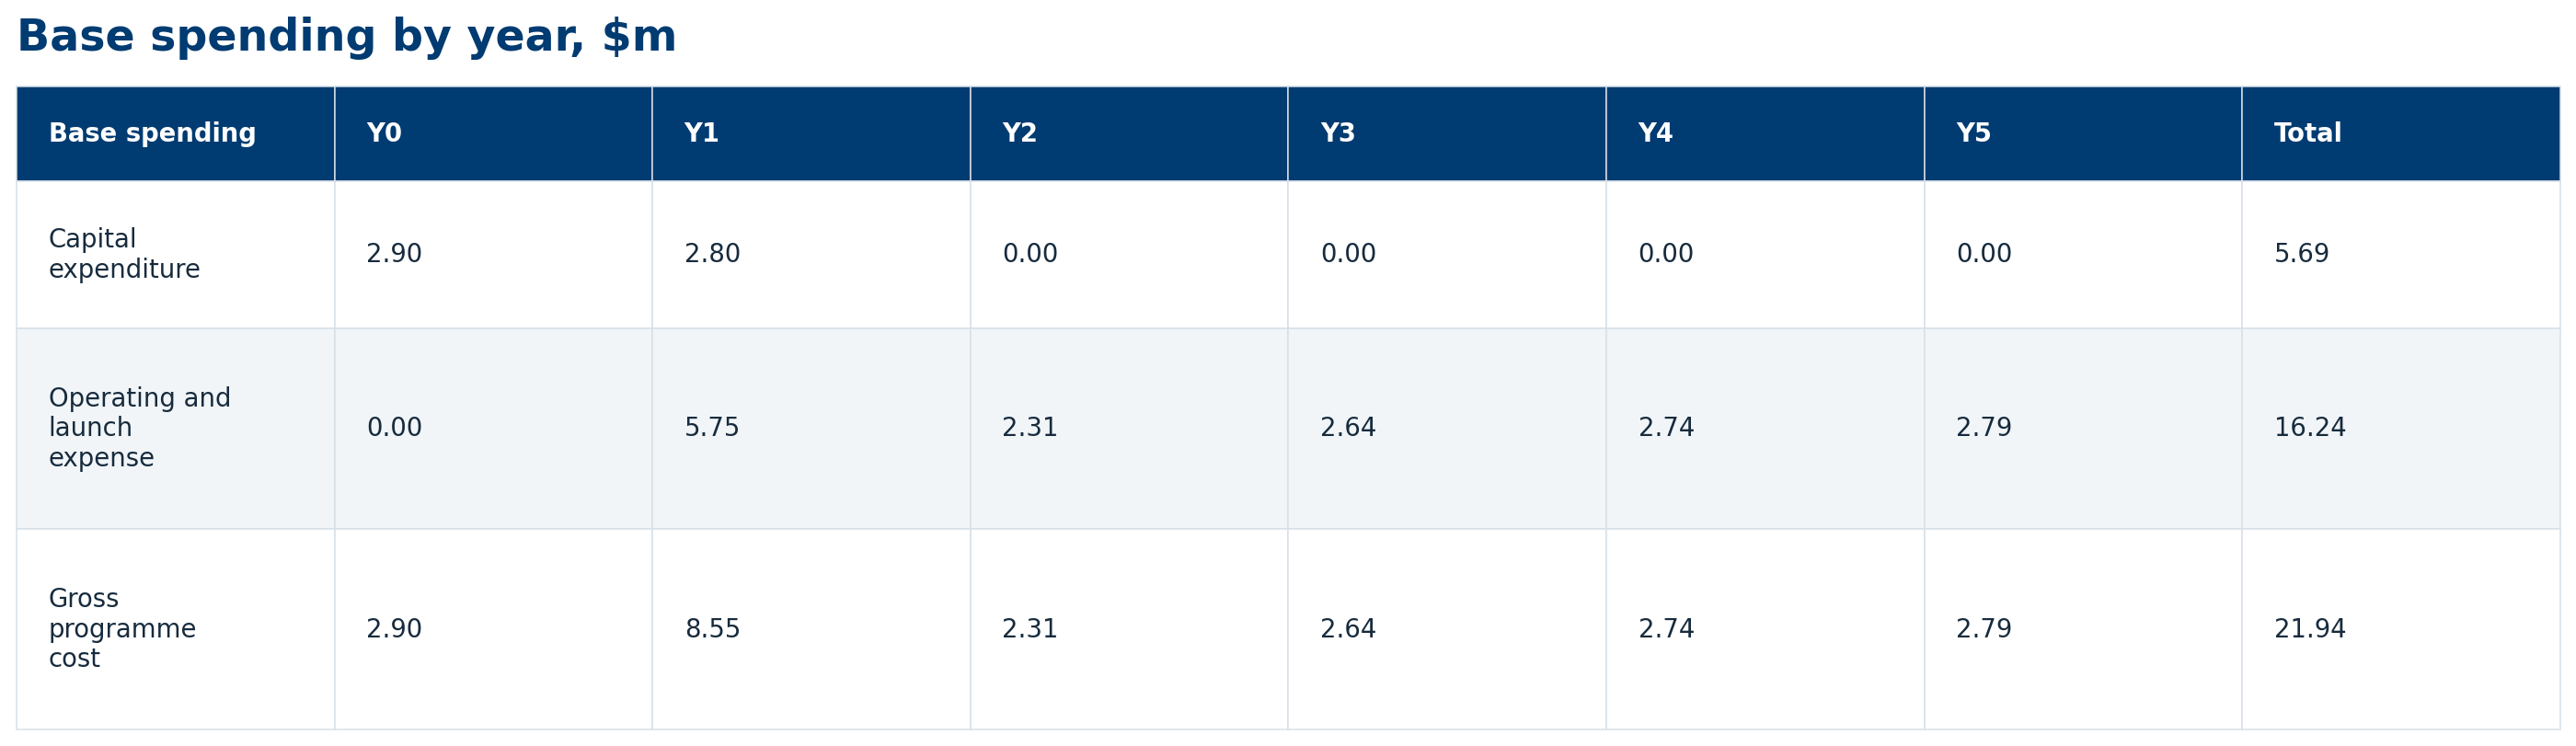 Base spending by year, $m
Base spending Y0 Y1 Y2 Y3 Y4 Y5 Total
Capital
expenditure
2.90 2.80 0.00 0.00 0.00 0.00 5.69
Operating and
launch
expense
0.00 5.75 2.31 2.64 2.74 2.79 16.24
Gross
programme
cost
2.90 8.55 2.31 2.64 2.74 2.79 21.94